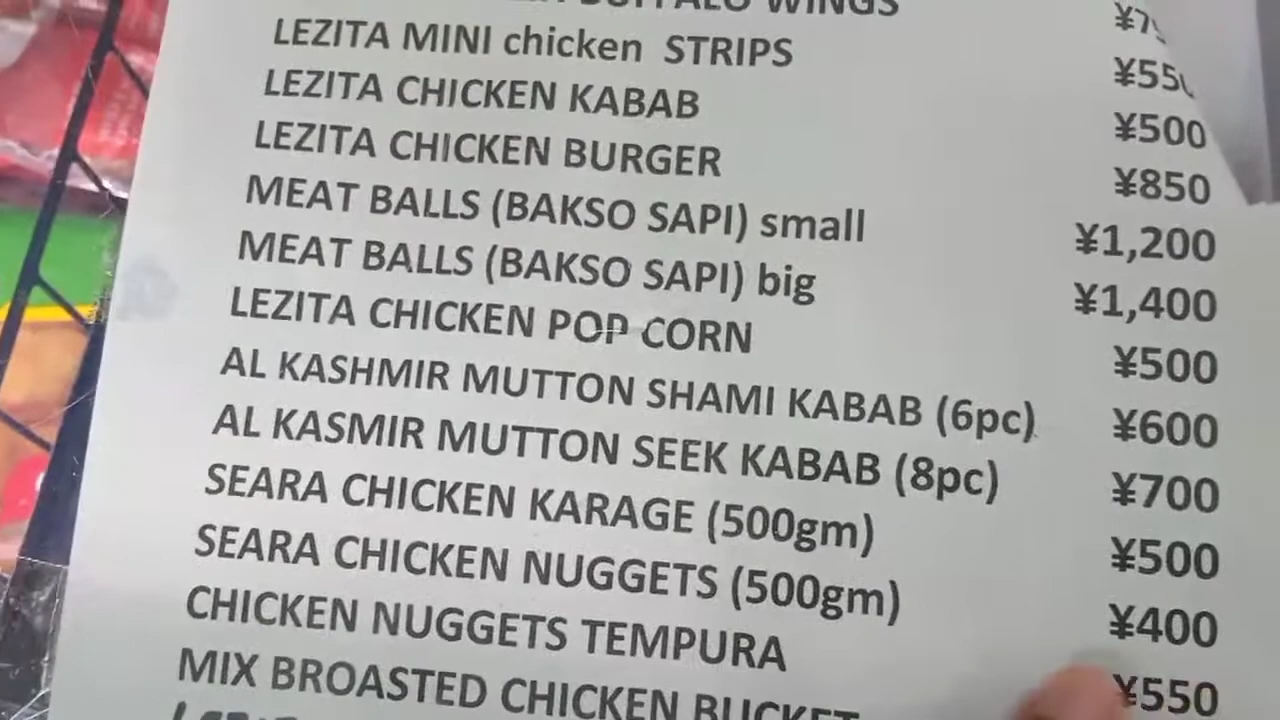 BUFFALO WINGS
LEZITA MINI chicken STRIPS ¥550
LEZITA CHICKEN KABAB ¥500
LEZITA CHICKEN BURGER ¥850
MEAT BALLS (BAKSO SAPI) small ¥1,200
MEAT BALLS (BAKSO SAPI) big ¥1,400
LEZITA CHICKEN POP CORN ¥500
AL KASHMIR MUTTON SHAMI KABAB (6pc) ¥600
AL KASMIR MUTTON SEEK KABAB (8pc) ¥700
SEARA CHICKEN KARAGE (500gm) ¥500
SEARA CHICKEN NUGGETS (500gm) ¥400
CHICKEN NUGGETS TEMPURA ¥550
MIX BROASTED CHICKEN BUCKET